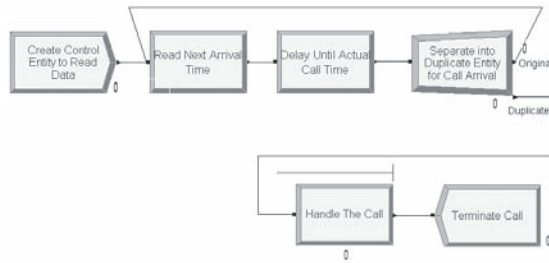 Create Control
Entity to Read
Data
0
Read Next Arrival
Time
Delay Until Actual
Call Time
Separate into
Duplicate Entity
for Call Arrival
0
Origina
0
Duplicate
Handle The Call
0
Terminate Call
0